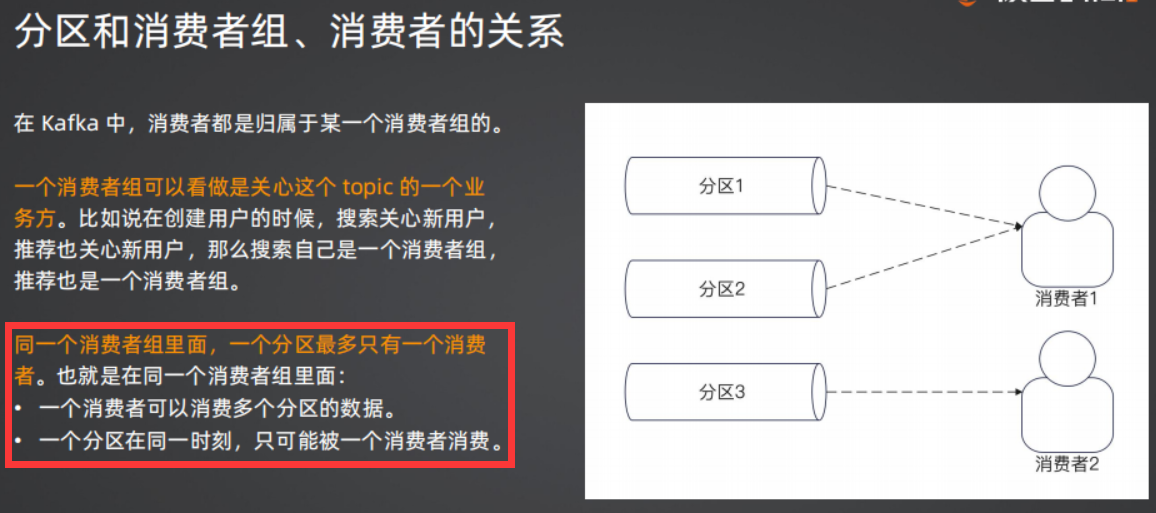 分区和消费者组、消费者的关系
在 Kafka 中，消费者都是归属于某一个消费者组的。
一个消费者组可以看做是关心这个 topic 的一个业
务方。比如说在创建用户的时候，搜索关心新用户，
推荐也关心新用户，那么搜索自己是一个消费者组，
推荐也是一个消费者组。
同一个消费者组里面，一个分区最多只有一个消费
者。也就是在同一个消费者组里面：
• 一个消费者可以消费多个分区的数据。
• 一个分区在同一时刻，只可能被一个消费者消费。
分区1
分区2
消费者1
分区3
消费者2